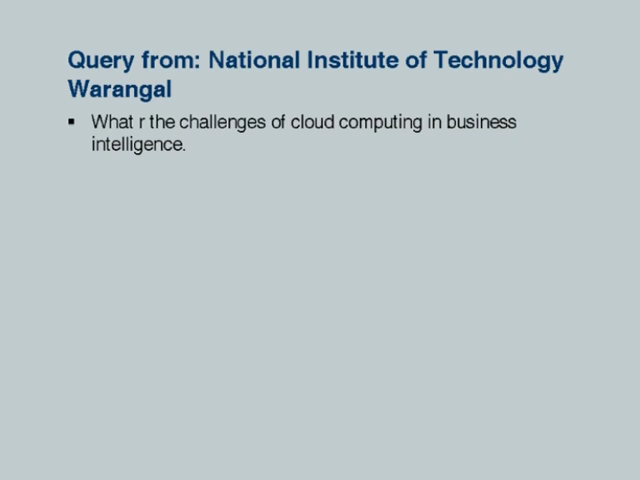 Query from: National Institute of Technology
Warangal
▪ What r the challenges of cloud computing in business
intelligence.